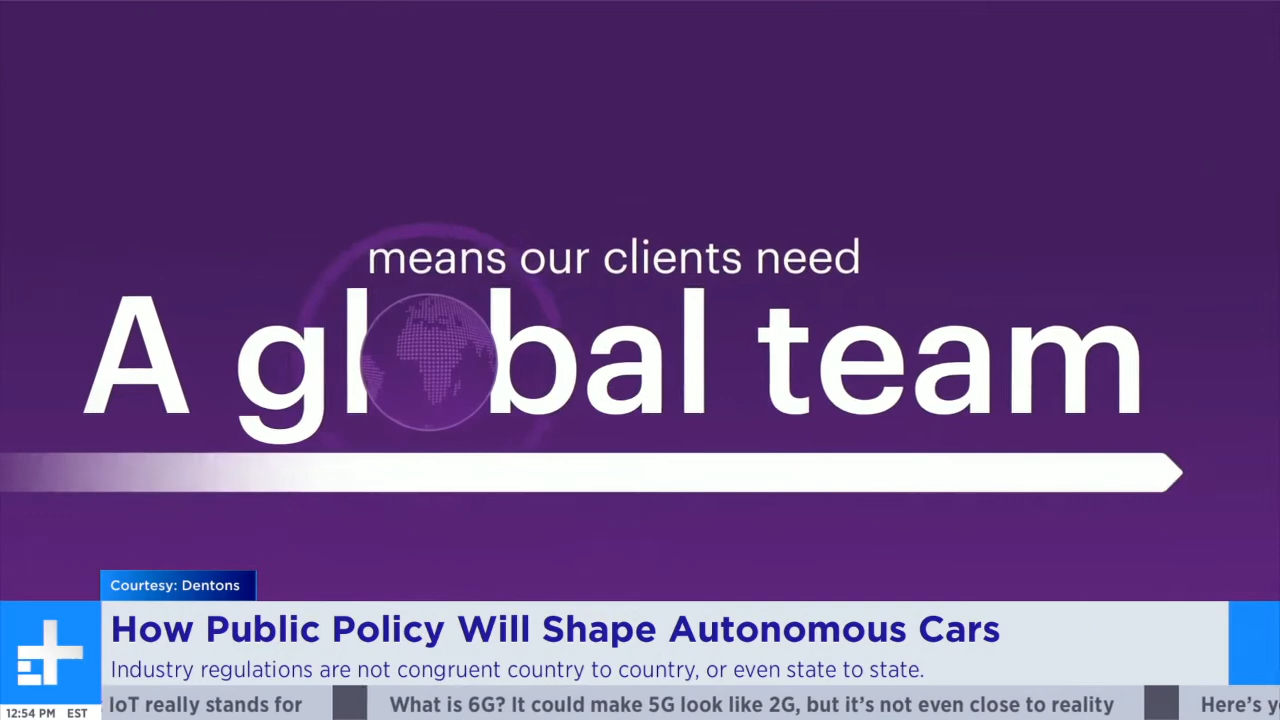 means our clients need
A global team
Courtesy: Dentons
How Public Policy Will Shape Autonomous Cars
Industry regulations are not congruent country to country, or even state to state.
IoT really stands for
What is 6G? It could make 5G look like 2G, but it's not even close to reality
Here's
12:54 PM EST